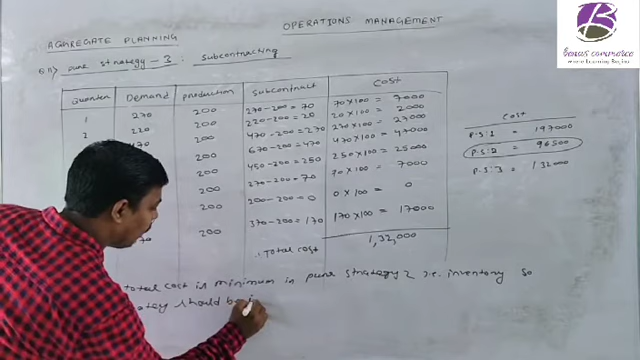 OPERATIONS MANAGEMENT
AGGREGATE PLANNING
pure strategy - 3 : Subcontracting
Quarter Demand production Subcontract Cost
1 270 200 270-200 = 70 70 x 100 = 7000
2 220 200 220-200 = 20 20 x 100 = 2000
470 200 470-200 = 270 270 x 100 = 27000
200 670-200 = 470 470 x 100 = 47000
200 450-200 = 250 250 x 100 = 25000
200 270-200 = 70 70 x 100 = 7000
200 200-200 = 0 0 x 100 = 0
70 200 370-200 = 170 170 x 100 = 17000
∴ Total cost 1,32,000
cost
P.S:1 = 197000
P.S:2 = 96500
P.S:3 = 132000
total cost is minimum in pure strategy 2 i.e. inventory so
should be i
B
bonus commerce